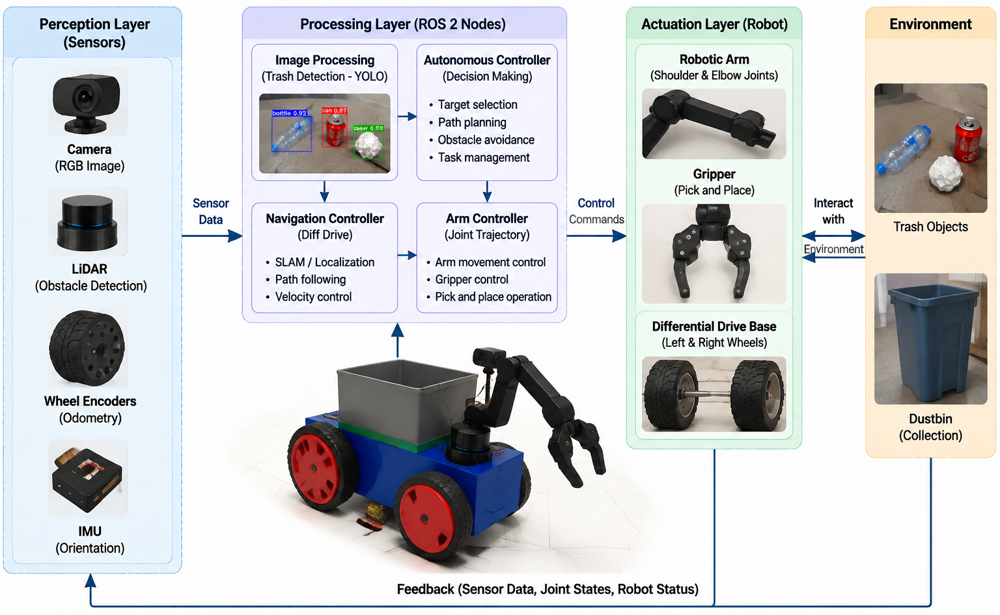 Perception Layer
(Sensors)
Camera
(RGB Image)
LiDAR
(Obstacle Detection)
Wheel Encoders
(Odometry)
IMU
(Orientation)
Sensor
Data
Processing Layer (ROS 2 Nodes)
Image Processing
(Trash Detection - YOLO)
bottle 0.92
can 0.87
Autonomous Controller
(Decision Making)
• Target selection
• Path planning
• Obstacle avoidance
• Task management
Navigation Controller
(Diff Drive)
• SLAM / Localization
• Path following
• Velocity control
Arm Controller
(Joint Trajectory)
• Arm movement control
• Gripper control
• Pick and place operation
Control
Commands
Actuation Layer (Robot)
Robotic Arm
(Shoulder & Elbow Joints)
Gripper
(Pick and Place)
Differential Drive Base
(Left & Right Wheels)
Interact
with
Environment
Environment
Trash Objects
Dustbin
(Collection)
Feedback (Sensor Data, Joint States, Robot Status)